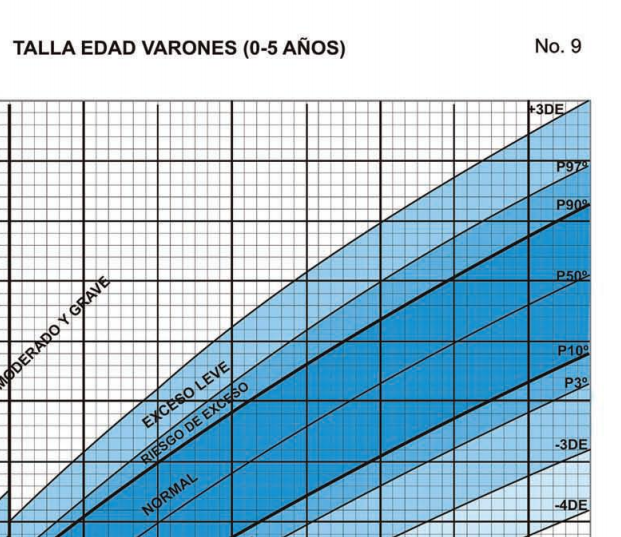 TALLA EDAD VARONES (0-5 AÑOS)
No. 9
+3DE
P97º
P90º
P50º
P10º
P3º
-3DE
-4DE
MODERADO Y GRAVE
EXCESO LEVE
RIESGO DE EXCESO
NORMAL